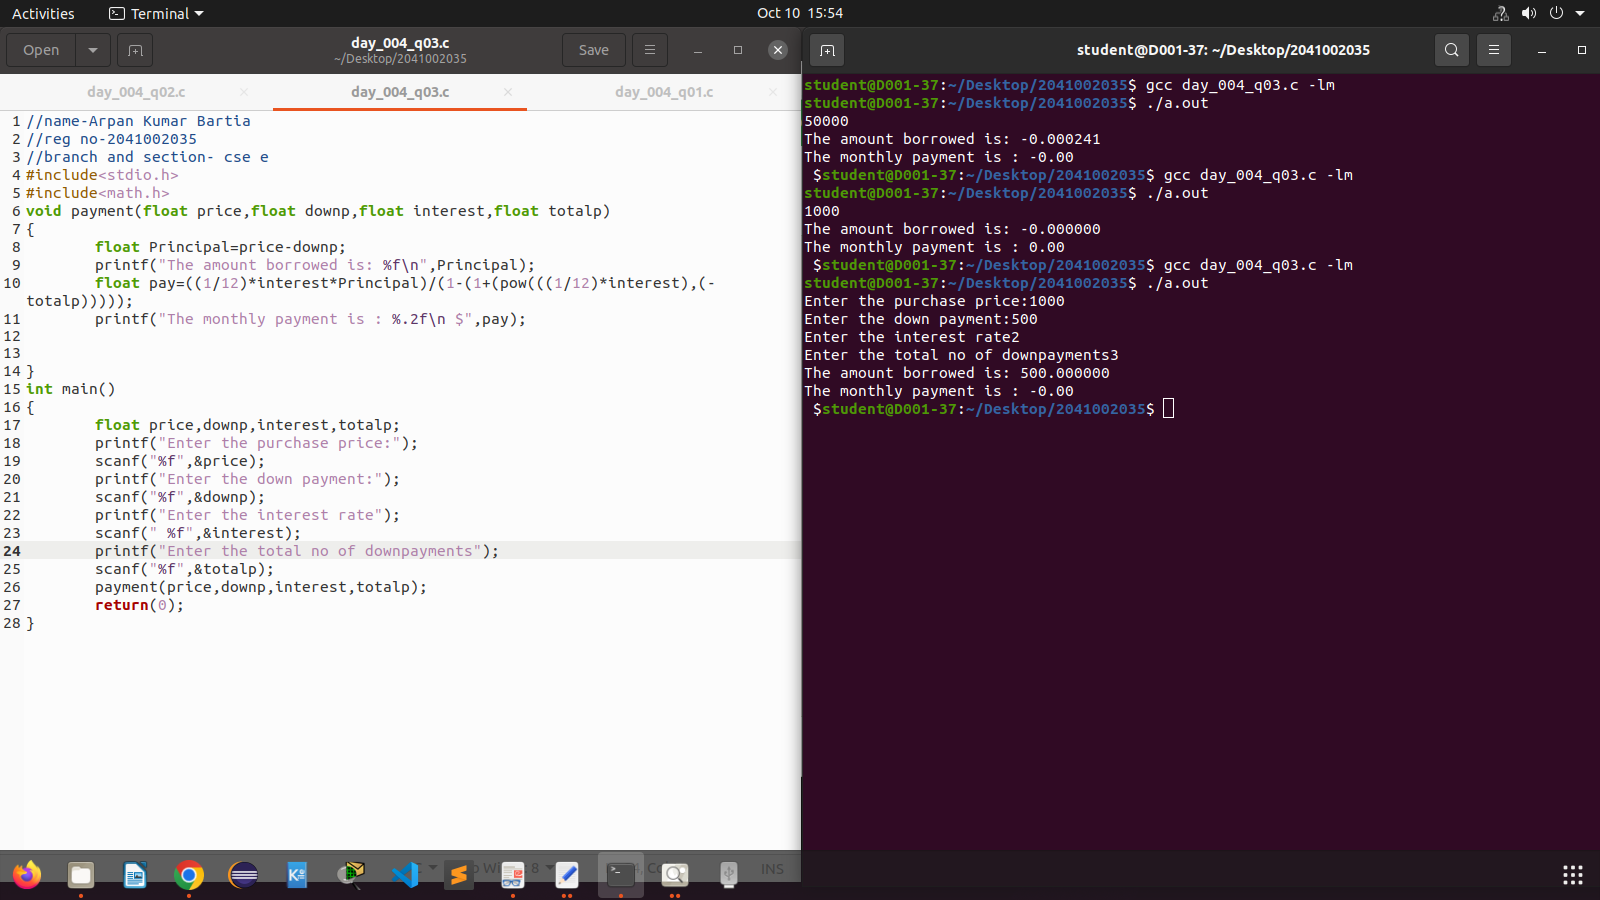 Activities
Terminal
Oct 10 15:54
Open
day_004_q03.c
~/Desktop/2041002035
Save
day_004_q02.c
day_004_q03.c
day_004_q01.c
1 //name-Arpan Kumar Bartia
2 //reg no-2041002035
3 //branch and section- cse e
4 #include<stdio.h>
5 #include<math.h>
6 void payment(float price,float downp,float interest,float totalp)
7 {
8 float Principal=price-downp;
9 printf("The amount borrowed is: %f\n",Principal);
10 float pay=((1/12)*interest*Principal)/(1-(1+(pow(((1/12)*interest),(-
totalp)))));
11 printf("The monthly payment is : %.2f\n $",pay);
12
13
14 }
15 int main()
16 {
17 float price,downp,interest,totalp;
18 printf("Enter the purchase price:");
19 scanf("%f",&price);
20 printf("Enter the down payment:");
21 scanf("%f",&downp);
22 printf("Enter the interest rate");
23 scanf(" %f",&interest);
24 printf("Enter the total no of downpayments");
25 scanf("%f",&totalp);
26 payment(price,downp,interest,totalp);
27 return(0);
28 }
INS
student@D001-37: ~/Desktop/2041002035
student@D001-37:~/Desktop/2041002035$ gcc day_004_q03.c -lm
student@D001-37:~/Desktop/2041002035$ ./a.out
50000
The amount borrowed is: -0.000241
The monthly payment is : -0.00
 $student@D001-37:~/Desktop/2041002035$ gcc day_004_q03.c -lm
student@D001-37:~/Desktop/2041002035$ ./a.out
1000
The amount borrowed is: -0.000000
The monthly payment is : 0.00
 $student@D001-37:~/Desktop/2041002035$ gcc day_004_q03.c -lm
student@D001-37:~/Desktop/2041002035$ ./a.out
Enter the purchase price:1000
Enter the down payment:500
Enter the interest rate2
Enter the total no of downpayments3
The amount borrowed is: 500.000000
The monthly payment is : -0.00
 $student@D001-37:~/Desktop/2041002035$